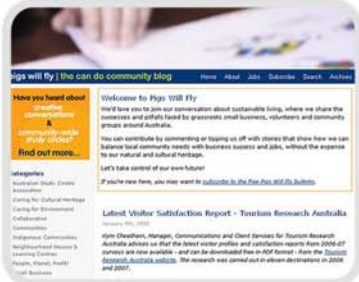 pigs will fly | the can do community blog
Home About Jobs Subscribe Search Archives
Have you heard about
creative
conversations
&
community-wide
study circles?
Find out more...
Categories
Australian Study Circles
Association
Caring for Cultural Heritage
Caring for Environment
Collaboration
Communities
Indigenous Communities
Neighbourhood Houses &
Learning Centres
People, Planet, Profit
Small Business
Welcome to Pigs Will Fly
We'd love you to join our conversation about sustainable living, where we share the
successes and pitfalls faced by grassroots small business, volunteers and community
groups around Australia.
You can contribute by commenting or tipping us off with stories that show how we can
balance local community needs with business success and jobs, without the expense
to our natural and cultural heritage.
Let's take control of our own future!
If you're new here, you may want to subscribe to the free Pigs Will Fly bulletin.
Latest Visitor Satisfaction Report - Tourism Research Australia
January 9th, 2008
Kym Cheatham, Manager, Communications and Client Services for Tourism Research
Australia advises us that the latest visitor profiles and satisfaction reports from 2006-07
surveys are now available - and can be downloaded free in PDF format - from the Tourism
Research Australia website. The research was carried out in eleven destinations in 2006
and 2007.